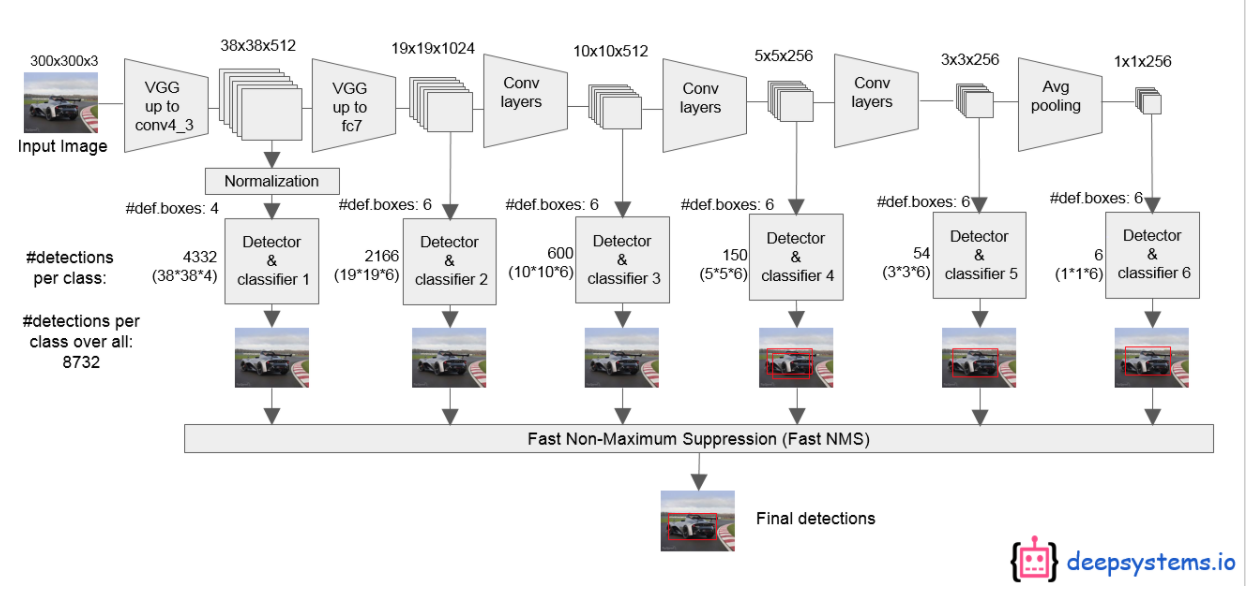 300x300x3
38x38x512
19x19x1024
10x10x512
5x5x256
3x3x256
1x1x256
VGG
up to
conv4_3
VGG
up to
fc7
Conv
layers
Conv
layers
Conv
layers
Avg
pooling
Input Image
Normalization
#def.boxes: 4
#def.boxes: 6
#def.boxes: 6
#def.boxes: 6
#def.boxes: 6
#def.boxes: 6
#detections
per class:
4332
(38*38*4)
Detector
&
classifier 1
2166
(19*19*6)
Detector
&
classifier 2
600
(10*10*6)
Detector
&
classifier 3
150
(5*5*6)
Detector
&
classifier 4
54
(3*3*6)
Detector
&
classifier 5
6
(1*1*6)
Detector
&
classifier 6
#detections per
class over all:
8732
Fast Non-Maximum Suppression (Fast NMS)
Final detections
deepsystems.io